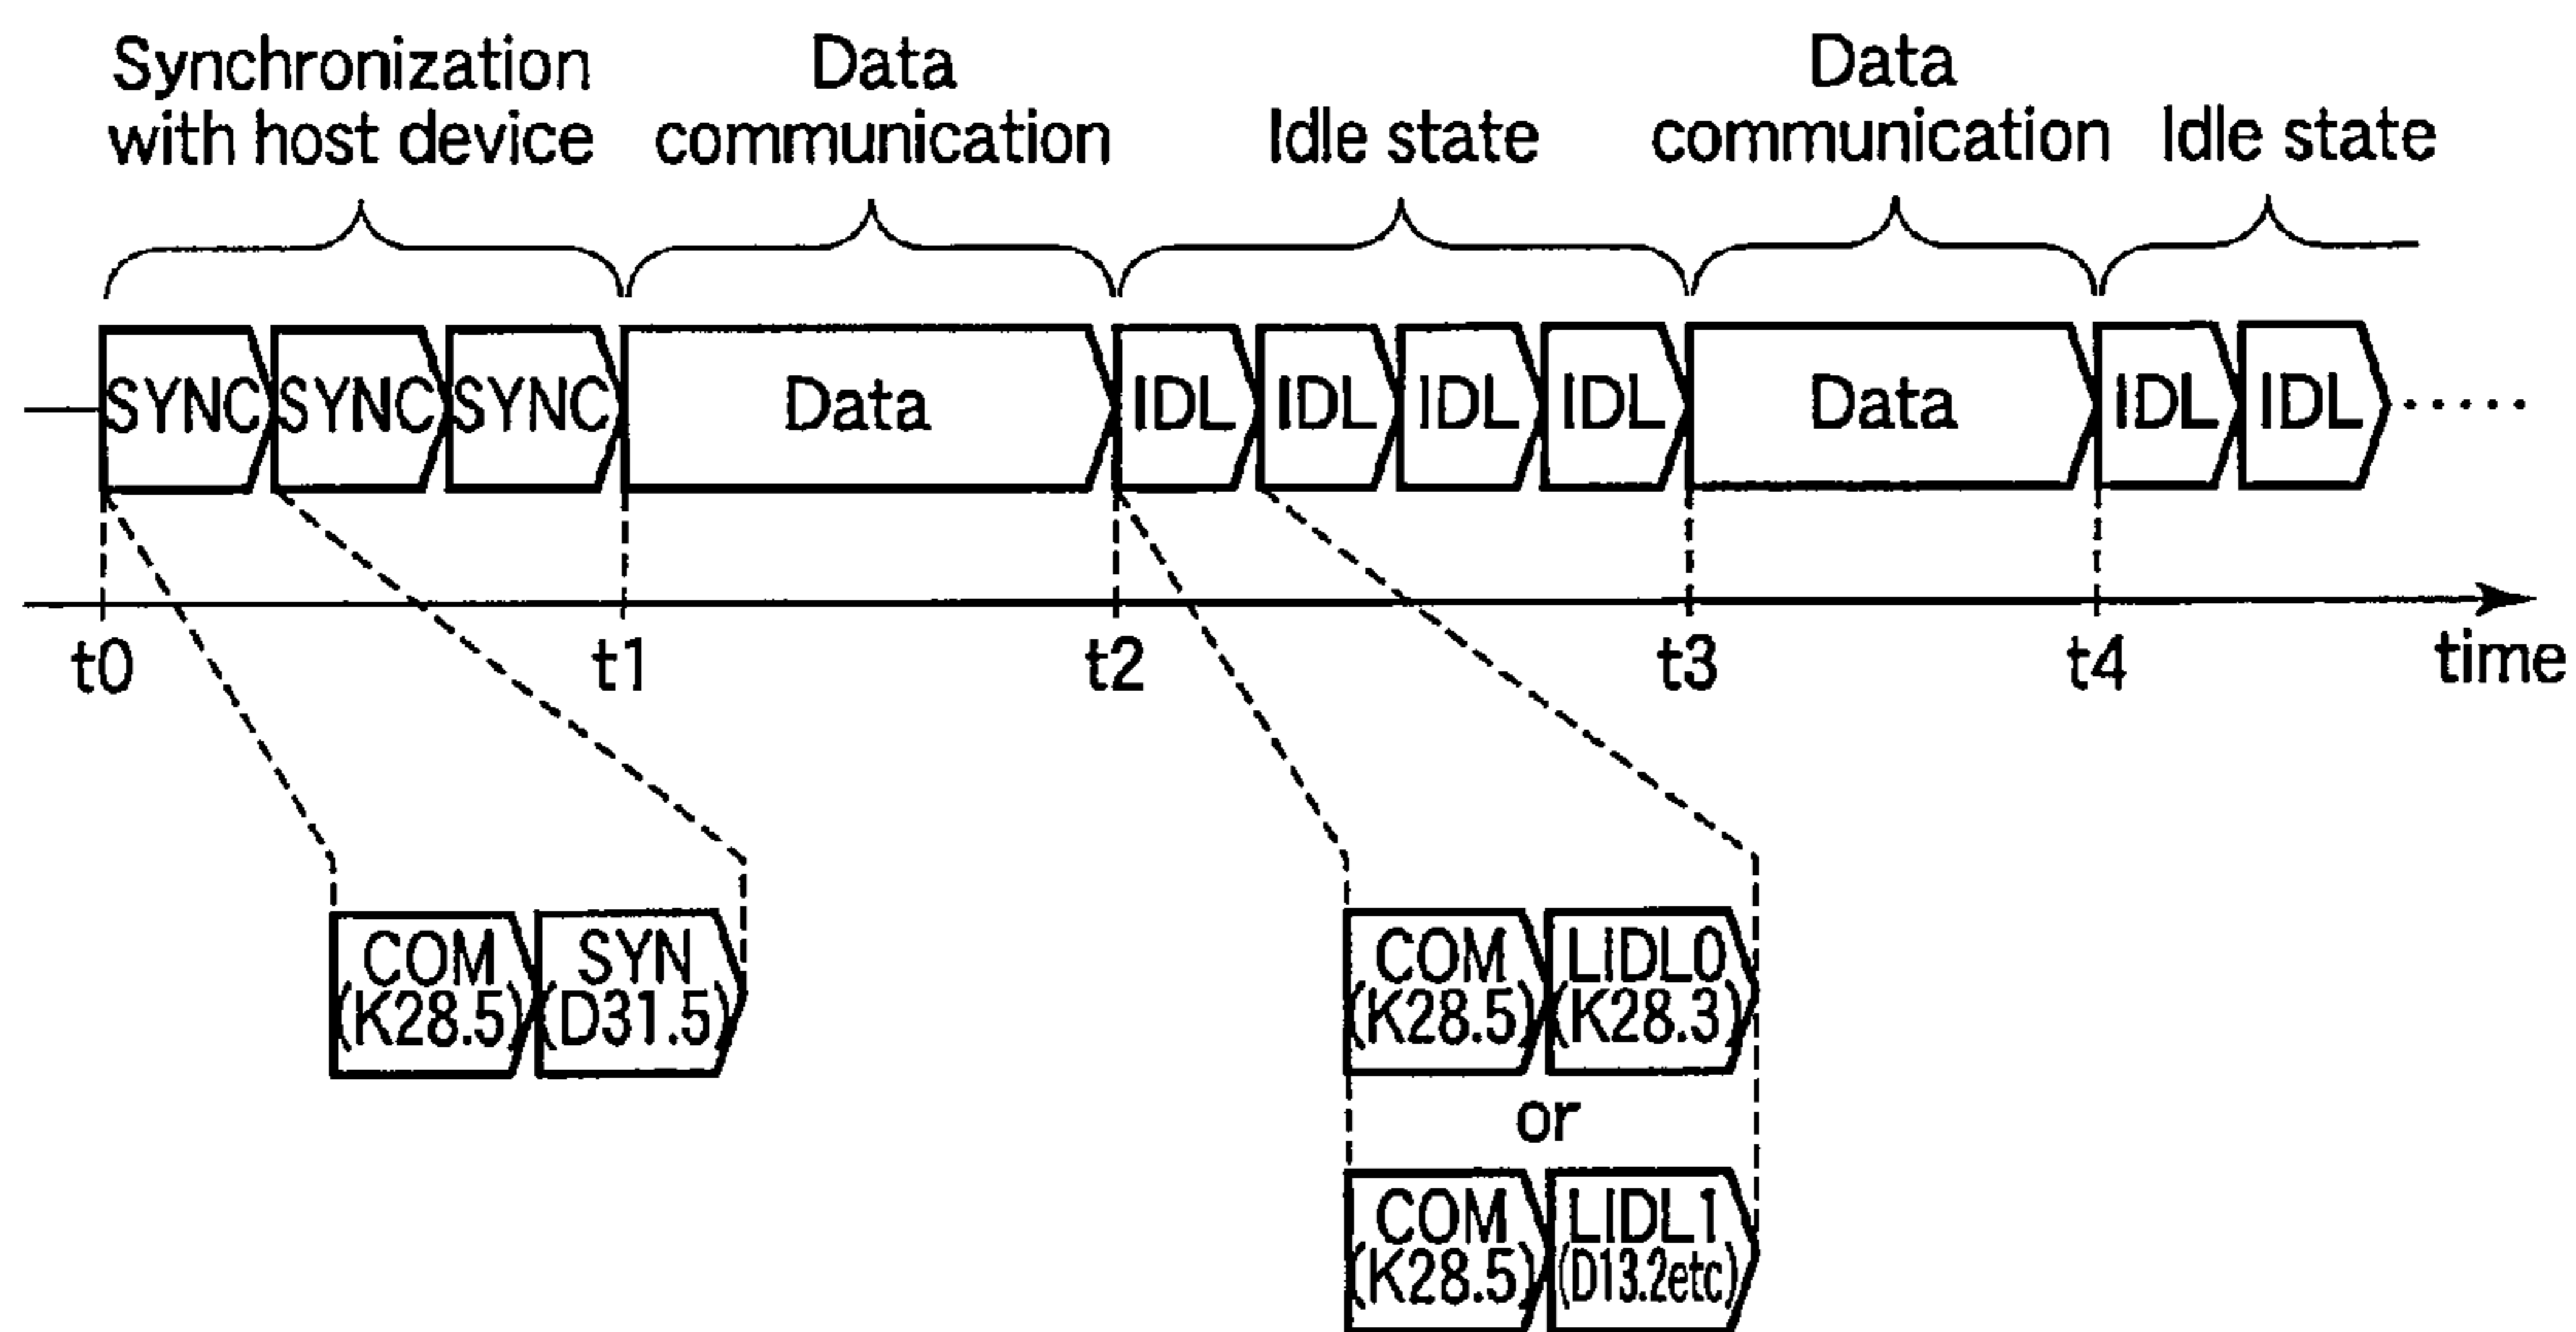 Synchronization
with host device
Data
communication
Idle state
Data
communication
Idle state
SYNC
SYNC
SYNC
Data
IDL
IDL
IDL
IDL
Data
IDL
IDL
.....
t0
t1
t2
t3
t4
time
COM
(K28.5)
SYN
(D31.5)
COM
(K28.5)
LIDL0
(K28.3)
or
COM
(K28.5)
LIDL1
(D13.2etc)